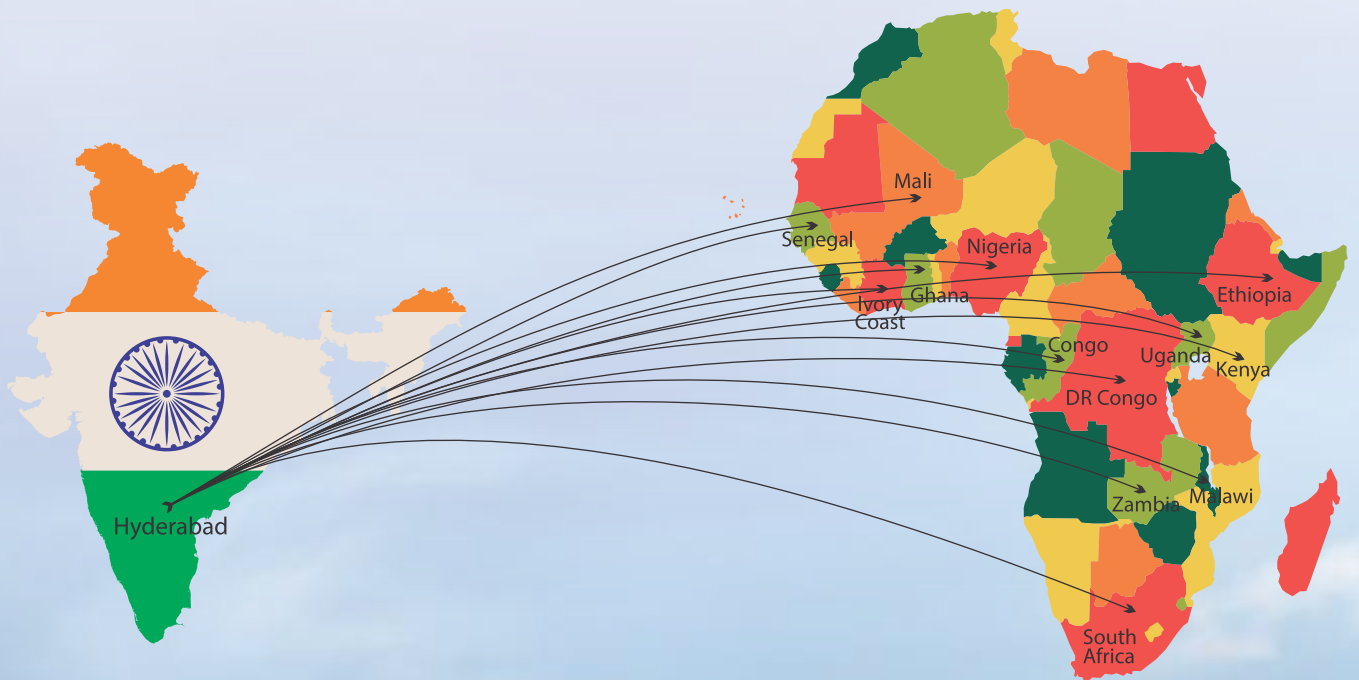 Mali
Senegal
Nigeria
Ghana
Ethiopia
Ivory
Coast
Congo
Uganda
Kenya
DR Congo
Zambia
Malawi
Hyderabad
South
Africa